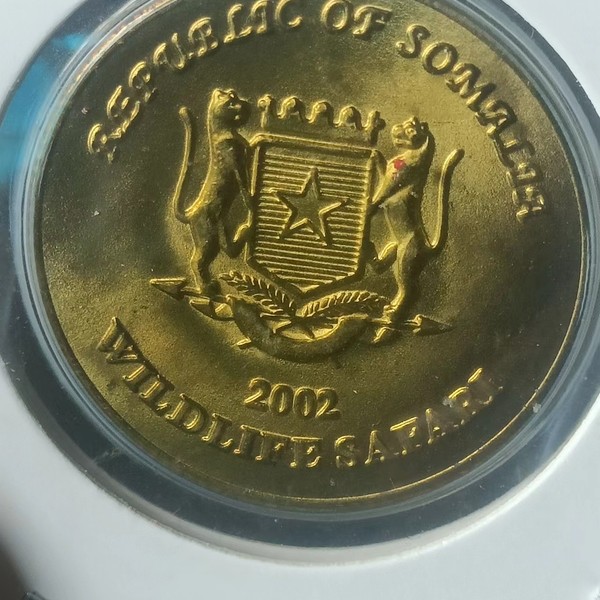 REPUBLIC OF SOMALIA
2002
WILDLIFE SAFARI